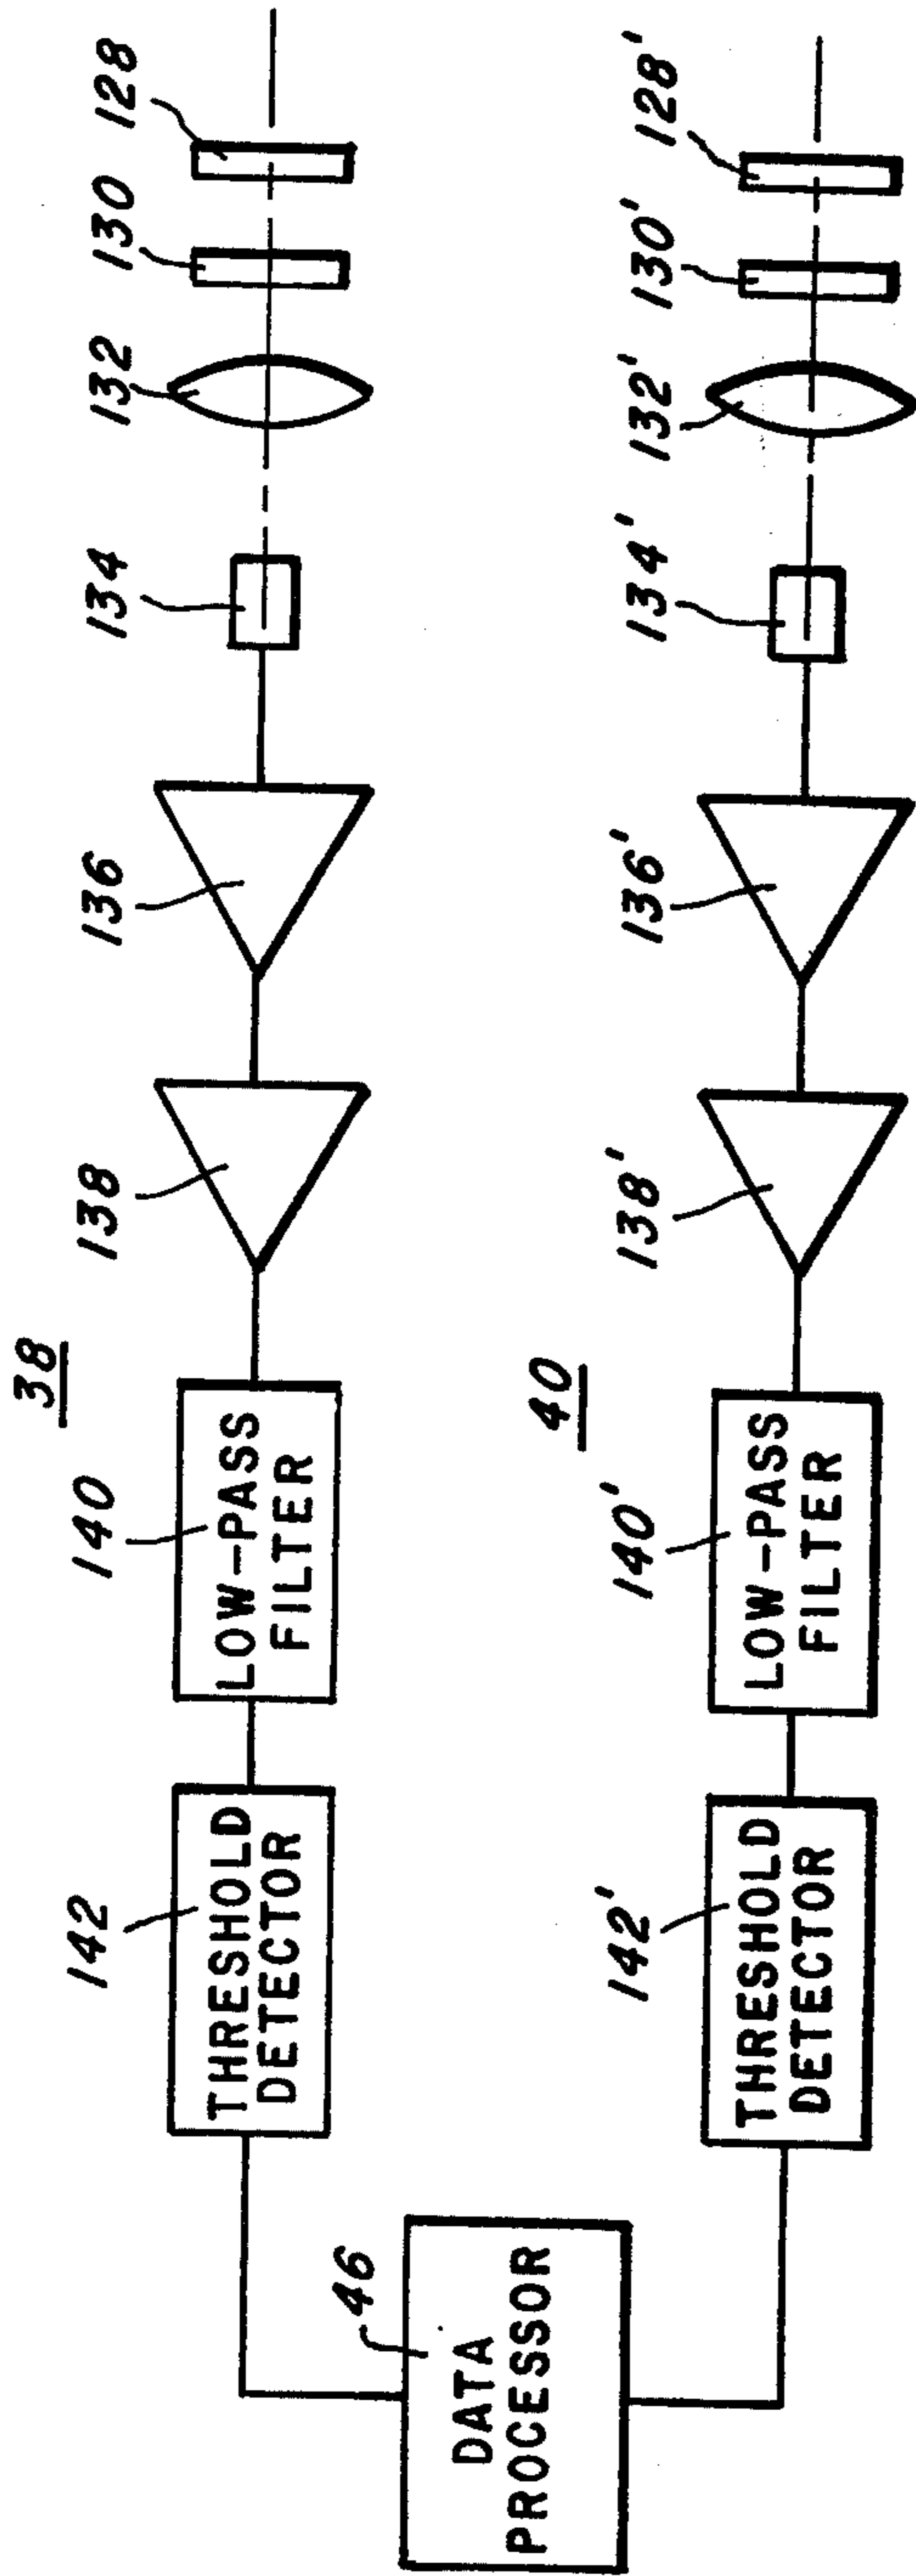 38
128
130
132
134
136
138
140
LOW-PASS
FILTER
142
THRESHOLD
DETECTOR
46
DATA
PROCESSOR
40
128'
130'
132'
134'
136'
138'
140'
LOW-PASS
FILTER
142'
THRESHOLD
DETECTOR